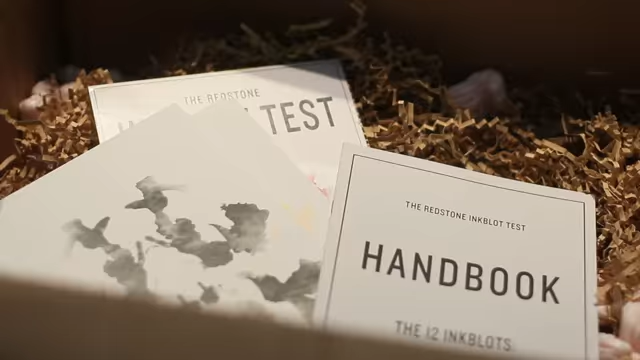 THE REDSTONE
TEST
THE REDSTONE INKBLOT TEST
HANDBOOK
THE 12 INKBLOTS